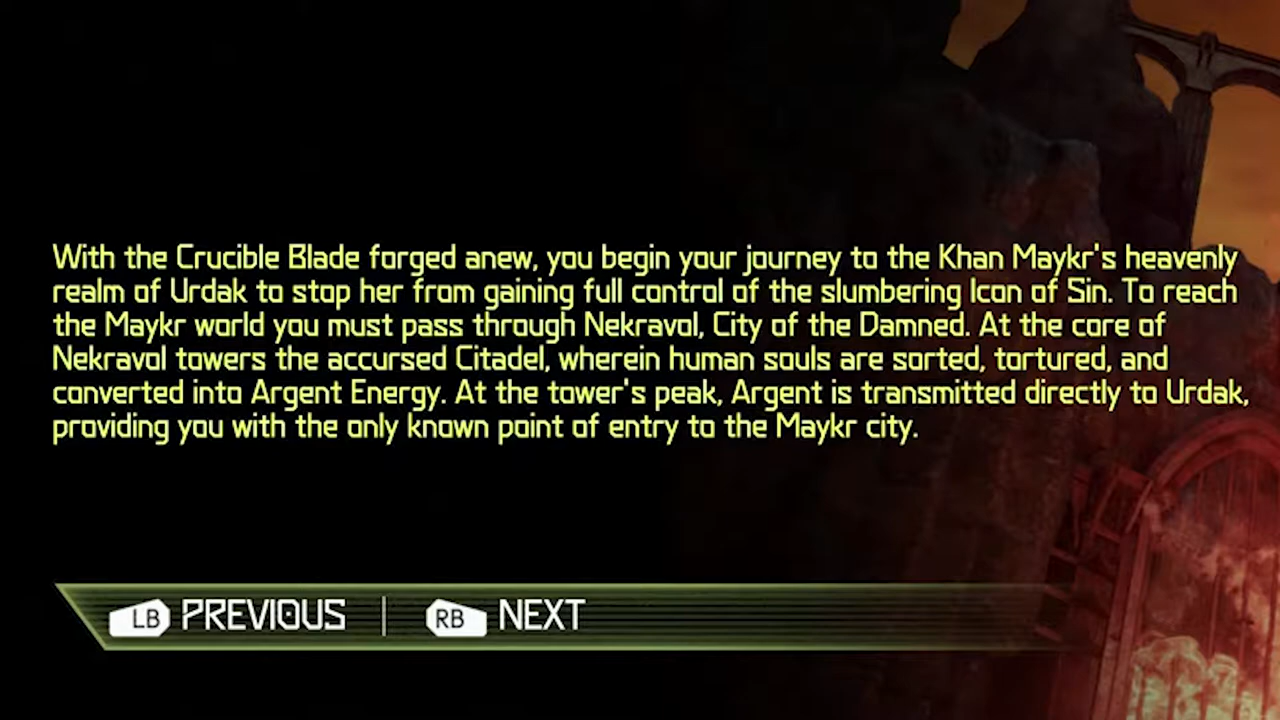 With the Crucible Blade forged anew, you begin your journey to the Khan Maykr's heavenly
realm of Urdak to stop her from gaining full control of the slumbering Icon of Sin. To reach
the Maykr world you must pass through Nekravol, City of the Damned. At the core of
Nekravol towers the accursed Citadel, wherein human souls are sorted, tortured, and
converted into Argent Energy. At the tower's peak, Argent is transmitted directly to Urdak,
providing you with the only known point of entry to the Maykr city.
LB PREVIOUS | RB NEXT